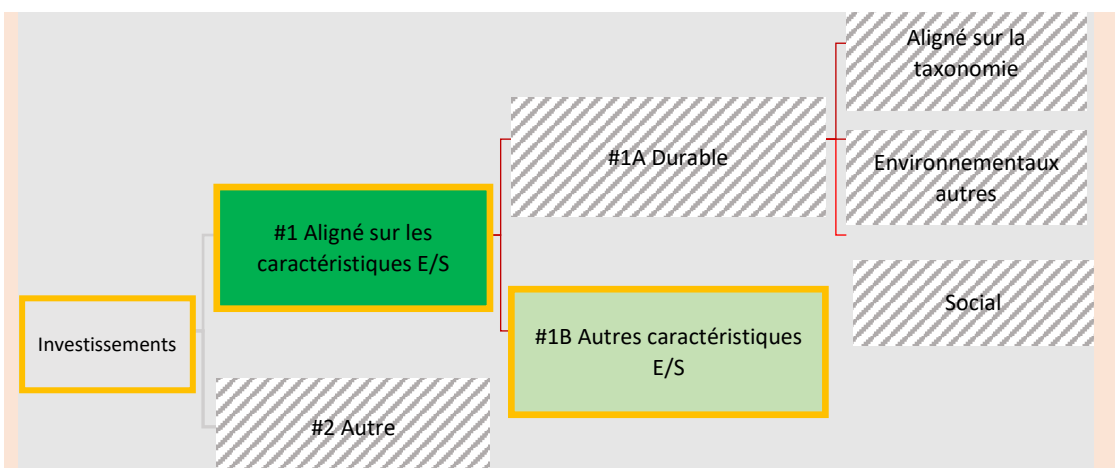 Aligné sur la
taxonomie
#1A Durable
Environnementaux
autres
#1 Aligné sur les
caractéristiques E/S
Social
#1B Autres caractéristiques
E/S
Investissements
#2 Autre